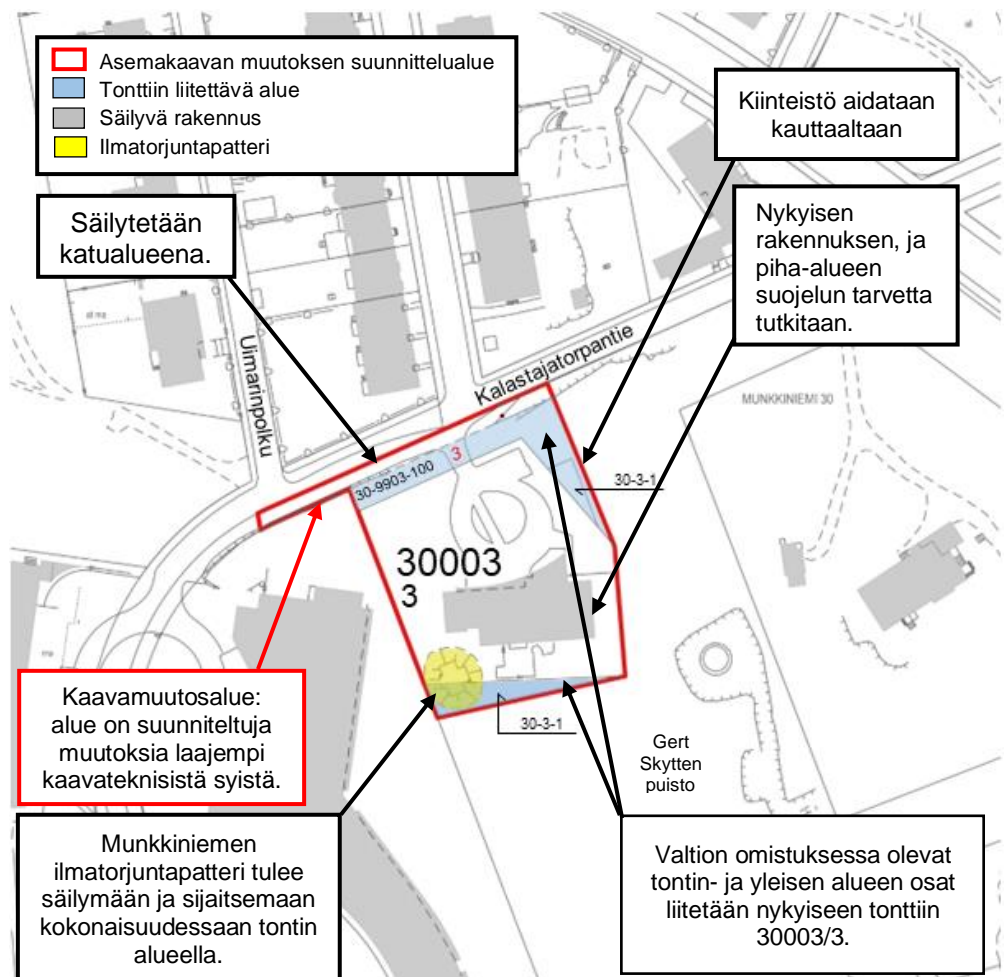 Asemakaavan muutoksen suunnittelualue
Tonttiin liitettävä alue
Säilyvä rakennus
Ilmatorjuntapatteri
Kiinteistö aidataan
kauttaaltaan
Säilytetään
katualueena.
Nykyisen
rakennuksen, ja
piha-alueen
suojelun tarvetta
tutkitaan.
Uimarinpolku
Kalastajatorpantie
MUNKKINIEMI 30
3
30-9903-100
30-3-1
30003
3
30-3-1
Gert
Skytten
puisto
Kaavamuutosalue:
alue on suunniteltuja
muutoksia laajempi
kaavateknisistä syistä.
Munkkiniemen
ilmatorjuntapatteri tulee
säilymään ja sijaitsemaan
kokonaisuudessaan tontin
alueella.
Valtion omistuksessa olevat
tontin- ja yleisen alueen osat
liitetään nykyiseen tonttiin
30003/3.